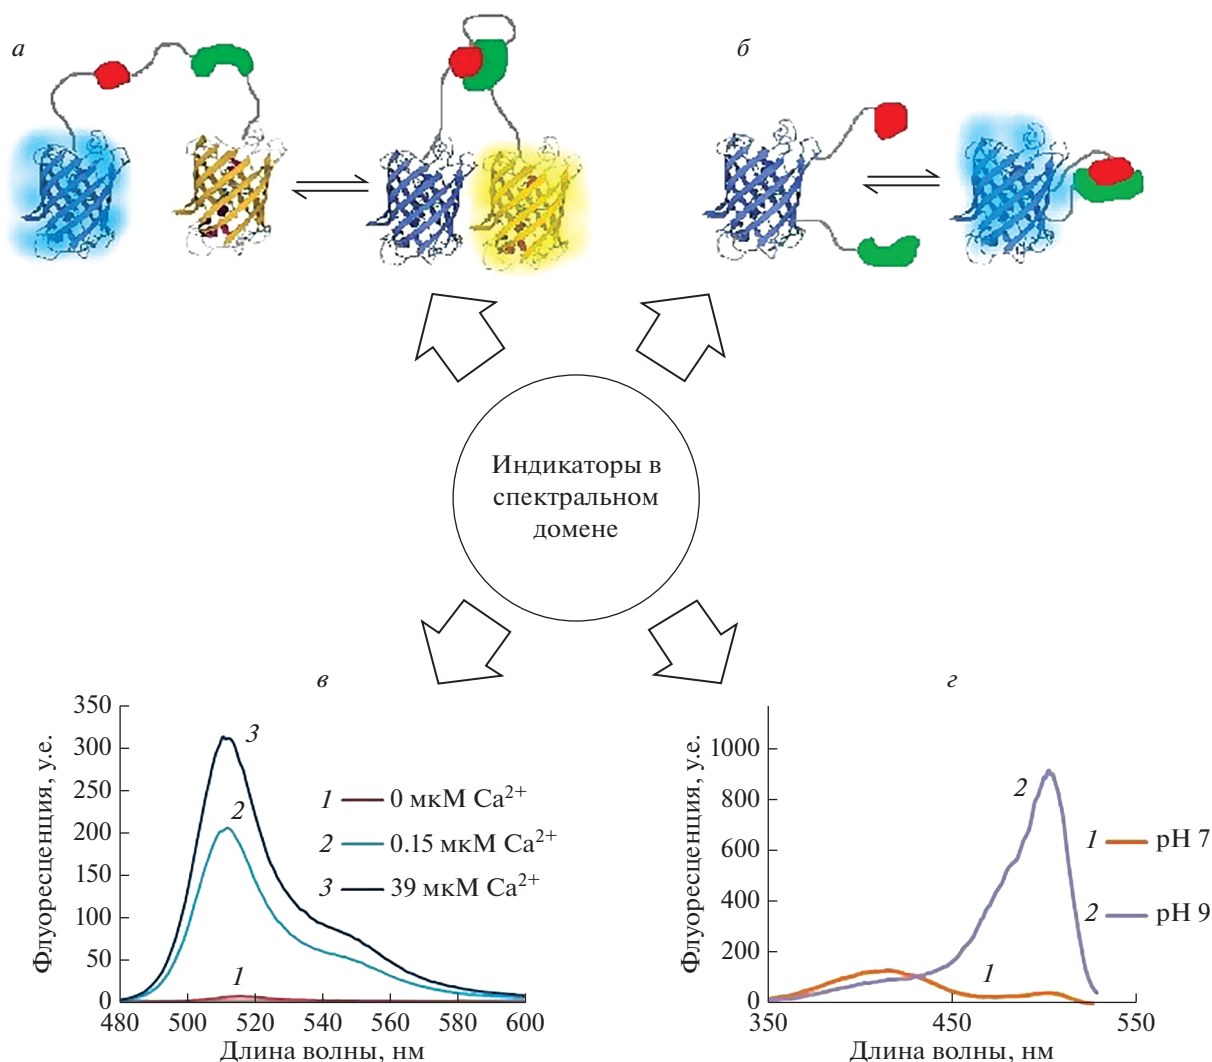 а
б
Индикаторы в
спектральном
домене
в
Флуоресценция, у.е.
350
300
250
200
150
100
50
0
3
2
1
1 0 мкМ Ca²⁺
2 0.15 мкМ Ca²⁺
3 39 мкМ Ca²⁺
480 500 520 540 560 580 600
Длина волны, нм
г
Флуоресценция, у.е.
1000
800
600
400
200
0
2
1
1 pH 7
2 pH 9
350 450 550
Длина волны, нм